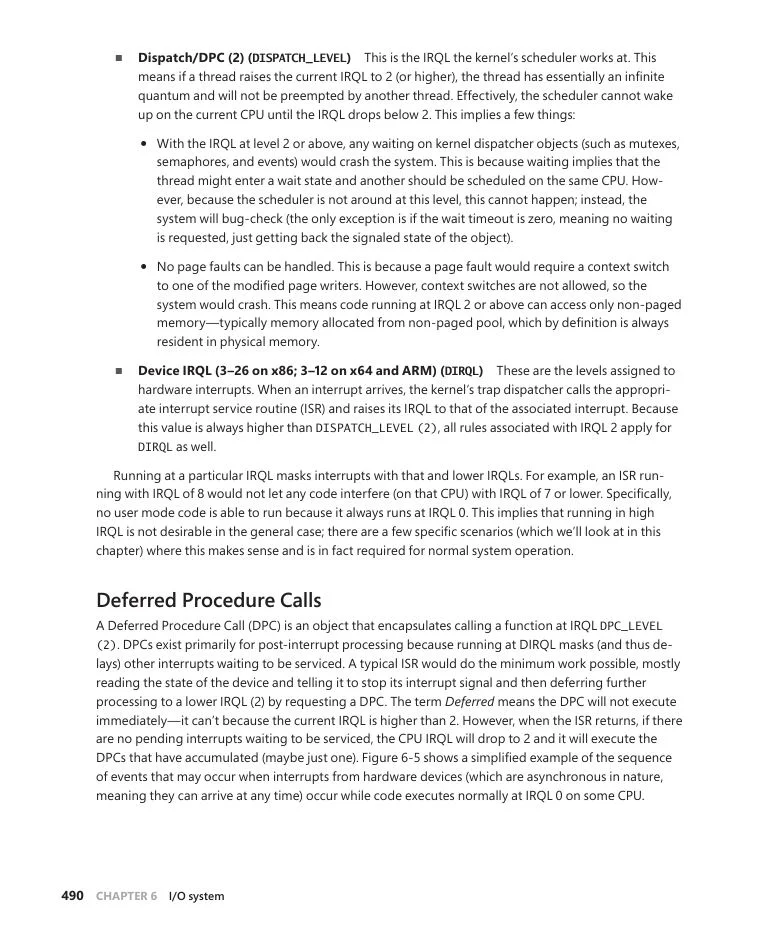 ■ Dispatch/DPC (2) (DISPATCH_LEVEL) This is the IRQL the kernel's scheduler works at. This
means if a thread raises the current IRQL to 2 (or higher), the thread has essentially an infinite
quantum and will not be preempted by another thread. Effectively, the scheduler cannot wake
up on the current CPU until the IRQL drops below 2. This implies a few things:
• With the IRQL at level 2 or above, any waiting on kernel dispatcher objects (such as mutexes,
semaphores, and events) would crash the system. This is because waiting implies that the
thread might enter a wait state and another should be scheduled on the same CPU. How-
ever, because the scheduler is not around at this level, this cannot happen; instead, the
system will bug-check (the only exception is if the wait timeout is zero, meaning no waiting
is requested, just getting back the signaled state of the object).
• No page faults can be handled. This is because a page fault would require a context switch
to one of the modified page writers. However, context switches are not allowed, so the
system would crash. This means code running at IRQL 2 or above can access only non-paged
memory—typically memory allocated from non-paged pool, which by definition is always
resident in physical memory.
■ Device IRQL (3–26 on x86; 3–12 on x64 and ARM) (DIRQL) These are the levels assigned to
hardware interrupts. When an interrupt arrives, the kernel's trap dispatcher calls the appropri-
ate interrupt service routine (ISR) and raises its IRQL to that of the associated interrupt. Because
this value is always higher than DISPATCH_LEVEL (2), all rules associated with IRQL 2 apply for
DIRQL as well.
Running at a particular IRQL masks interrupts with that and lower IRQLs. For example, an ISR run-
ning with IRQL of 8 would not let any code interfere (on that CPU) with IRQL of 7 or lower. Specifically,
no user mode code is able to run because it always runs at IRQL 0. This implies that running in high
IRQL is not desirable in the general case; there are a few specific scenarios (which we'll look at in this
chapter) where this makes sense and is in fact required for normal system operation.
Deferred Procedure Calls
A Deferred Procedure Call (DPC) is an object that encapsulates calling a function at IRQL DPC_LEVEL
(2). DPCs exist primarily for post-interrupt processing because running at DIRQL masks (and thus de-
lays) other interrupts waiting to be serviced. A typical ISR would do the minimum work possible, mostly
reading the state of the device and telling it to stop its interrupt signal and then deferring further
processing to a lower IRQL (2) by requesting a DPC. The term Deferred means the DPC will not execute
immediately—it can't because the current IRQL is higher than 2. However, when the ISR returns, if there
are no pending interrupts waiting to be serviced, the CPU IRQL will drop to 2 and it will execute the
DPCs that have accumulated (maybe just one). Figure 6-5 shows a simplified example of the sequence
of events that may occur when interrupts from hardware devices (which are asynchronous in nature,
meaning they can arrive at any time) occur while code executes normally at IRQL 0 on some CPU.
490 CHAPTER 6 I/O system